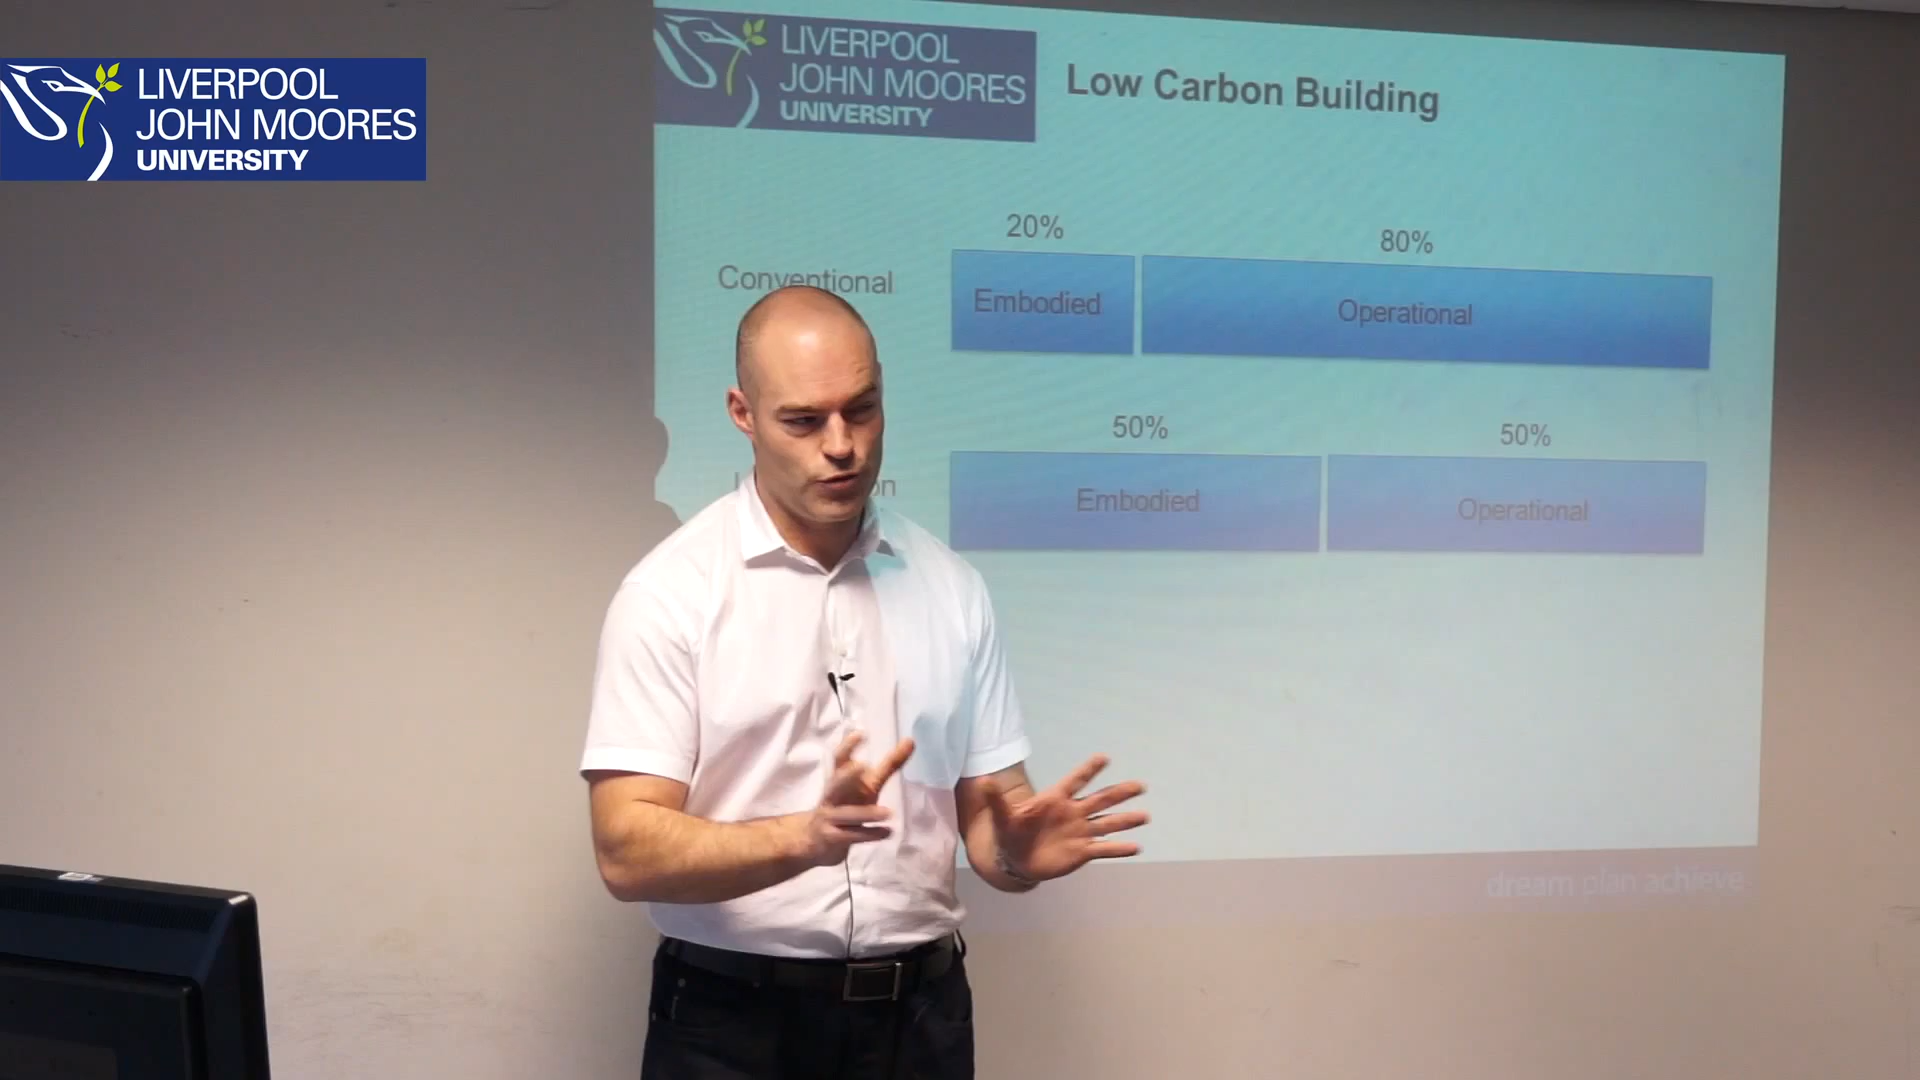 LIVERPOOL
JOHN MOORES
UNIVERSITY
LIVERPOOL
JOHN MOORES
UNIVERSITY
Low Carbon Building
20%
80%
Conventional
Embodied
Operational
50%
50%
Embodied
Operational
dream plan achieve